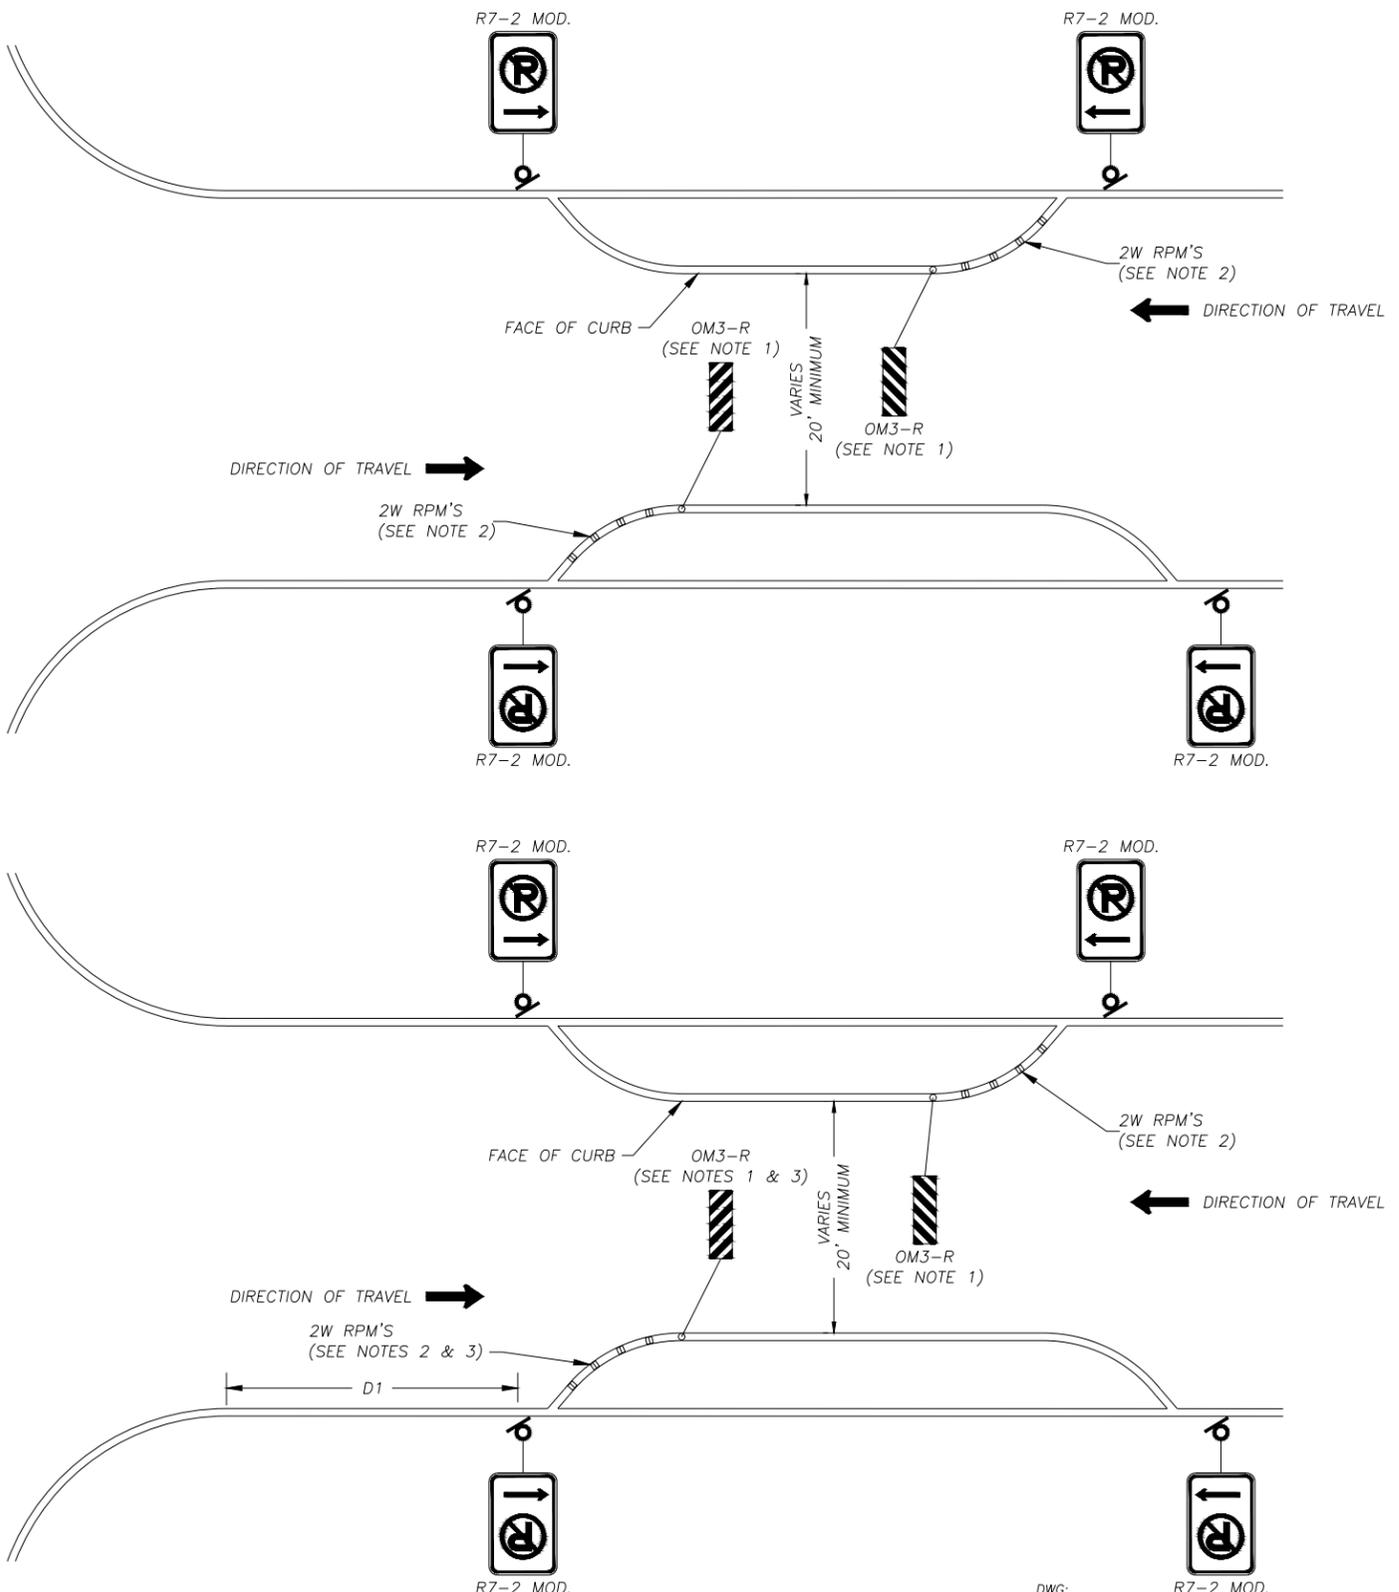 R7-2 MOD.
R7-2 MOD.
2W RPM'S
(SEE NOTE 2)
DIRECTION OF TRAVEL
FACE OF CURB
OM3-R
(SEE NOTE 1)
VARIES
20' MINIMUM
OM3-R
(SEE NOTE 1)
DIRECTION OF TRAVEL
2W RPM'S
(SEE NOTE 2)
R7-2 MOD.
R7-2 MOD.
R7-2 MOD.
R7-2 MOD.
2W RPM'S
(SEE NOTE 2)
FACE OF CURB
OM3-R
(SEE NOTES 1 & 3)
VARIES
20' MINIMUM
DIRECTION OF TRAVEL
OM3-R
(SEE NOTE 1)
DIRECTION OF TRAVEL
2W RPM'S
(SEE NOTES 2 & 3)
D1
R7-2 MOD.
DWG:
R7-2 MOD.